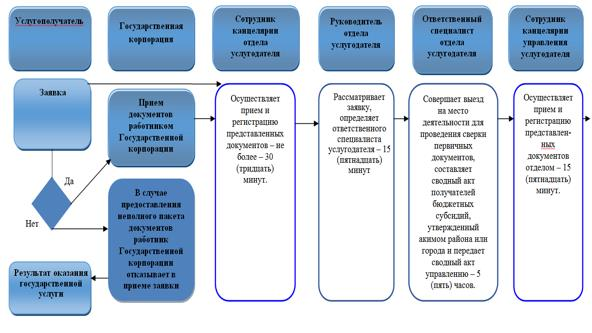 Услугополучатель
Государственная
корпорация
Сотрудник
канцелярии
отдела
услугодателя
Руководитель
отдела
услугодателя
Ответственный
специалист
отдела
услугодателя
Сотрудник
канцелярии
управления
услугодателя
Заявка
Да
Нет
Результат оказания
государственной
услуги
Прием
документов
работником
Государственной
корпорации
В случае
предоставления
неполного пакета
документов
работник
Государственной
корпорации
отказывает в
приеме заявки
Осуществляет
прием и
регистрацию
представленных
документов – не
более – 30
(тридцать)
минут.
Рассматривает
заявку,
определяет
ответственного
специалиста
услугодателя – 15
(пятнадцать)
минут
Совершает выезд
на место
деятельности для
проведения сверки
первичных
документов,
составляет
сводный акт
получателей
бюджетных
субсидий,
утвержденный
акимом района или
города и передает
сводный акт
управлению – 5
(пять) часов.
Осуществляет
прием и
регистрацию
представлен-
ных
документов
отделом – 15
(пятнадцать)
минут.